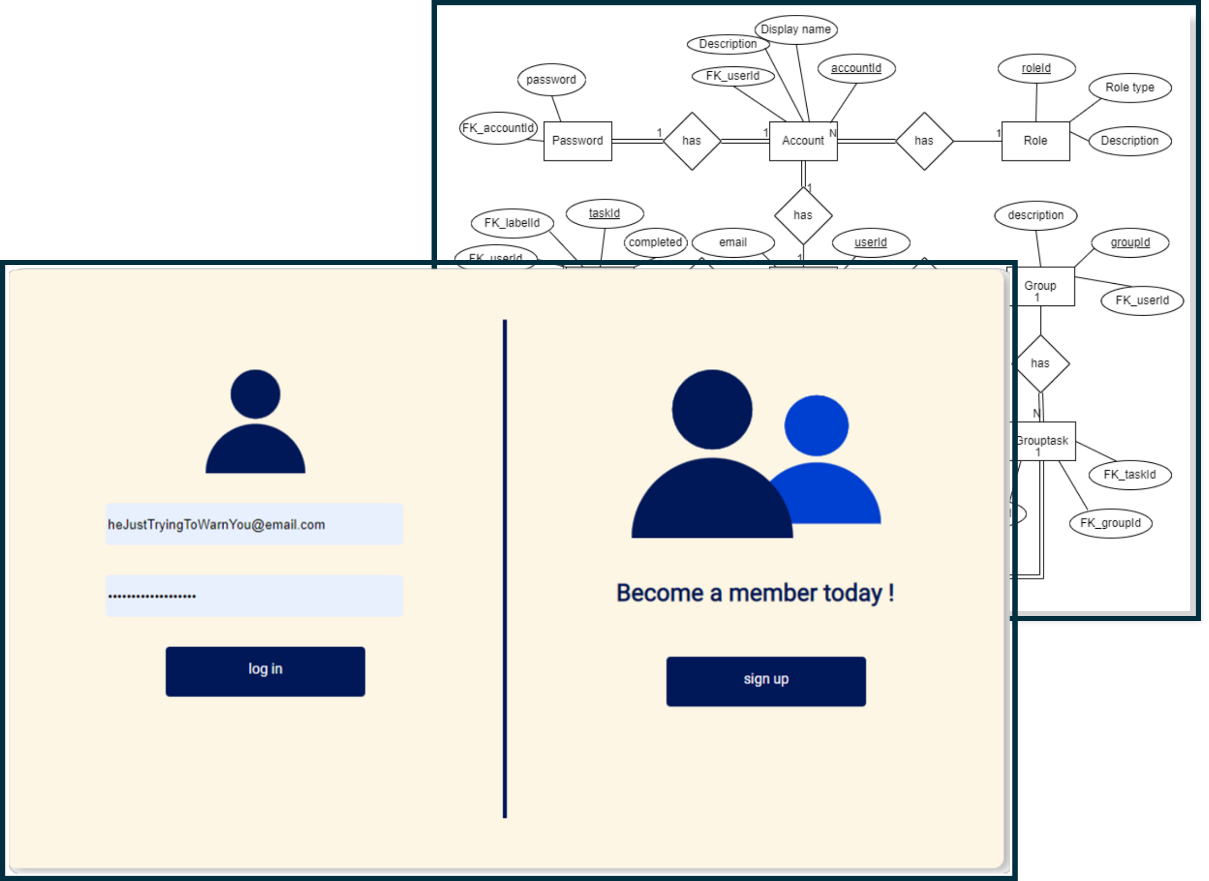 Display name
Description
FK_userId
accountId
roleId
Role type
Description
password
FK_accountId
Password
1
has
1
Account
N
has
1
Role
1
has
1
FK_labelId
taskId
completed
email
userId
FK_userId
description
groupId
Group
1
FK_userId
has
N
Grouptask
1
FK_taskId
FK_groupId
heJustTryingToWarnYou@email.com
log in
Become a member today !
sign up